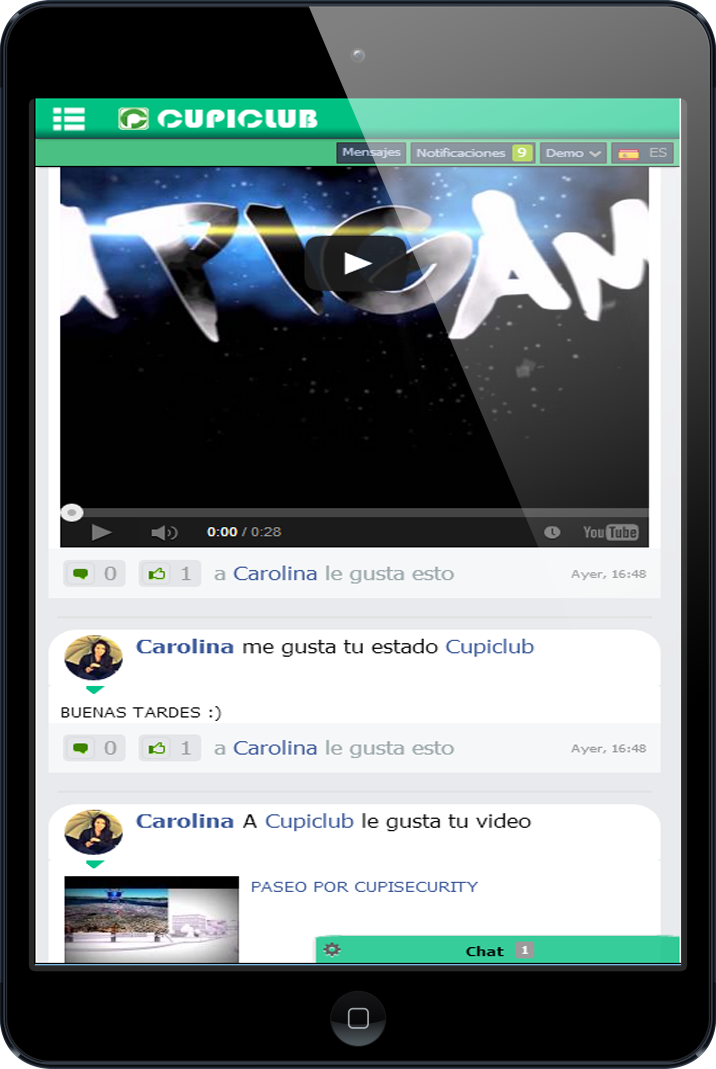 CUPICLUB
Mensajes Notificaciones 9 Demo ES
0:00 / 0:28 YouTube
0 1 a Carolina le gusta esto Ayer, 16:48
Carolina me gusta tu estado Cupiclub
BUENAS TARDES :)
0 1 a Carolina le gusta esto Ayer, 16:48
Carolina A Cupiclub le gusta tu video
PASEO POR CUPISECURITY
Chat 1